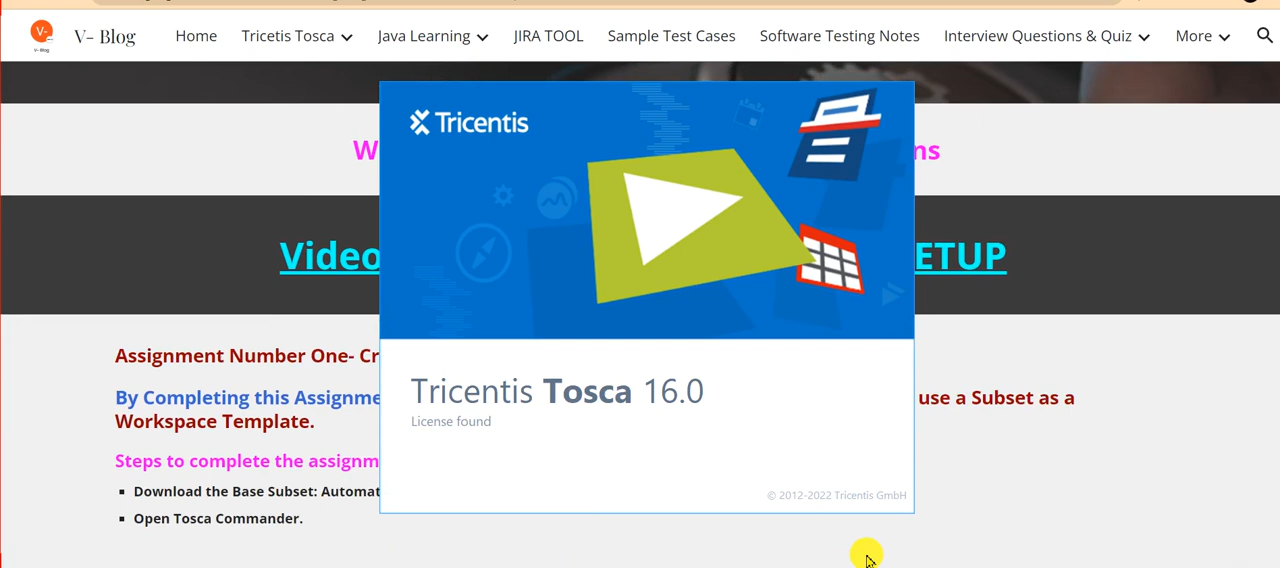 V-
V- Blog
V- Blog Home Tricetis Tosca Java Learning JIRA TOOL Sample Test Cases Software Testing Notes Interview Questions & Quiz More
Tricentis
Video ETUP
Assignment Number One- Cr
By Completing this Assignme use a Subset as a
Workspace Template.
Steps to complete the assignm
Download the Base Subset: Automat
Open Tosca Commander.
Tricentis Tosca 16.0
License found
© 2012-2022 Tricentis GmbH